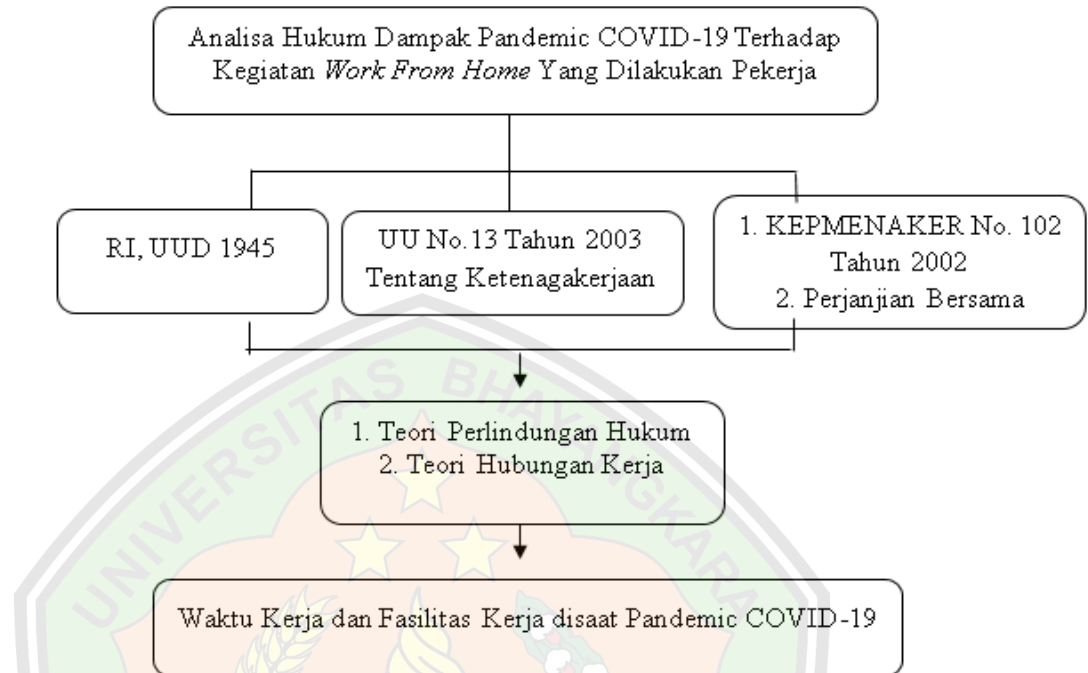 Analisa Hukum Dampak Pandemic COVID-19 Terhadap
Kegiatan Work From Home Yang Dilakukan Pekerja
RI, UUD 1945
UU No.13 Tahun 2003
Tentang Ketenagakerjaan
1. KEPMENAKER No. 102
Tahun 2002
2. Perjanjian Bersama
1. Teori Perlindungan Hukum
2. Teori Hubungan Kerja
Waktu Kerja dan Fasilitas Kerja disaat Pandemic COVID-19
UNIVERSITAS BHAYANGKARA